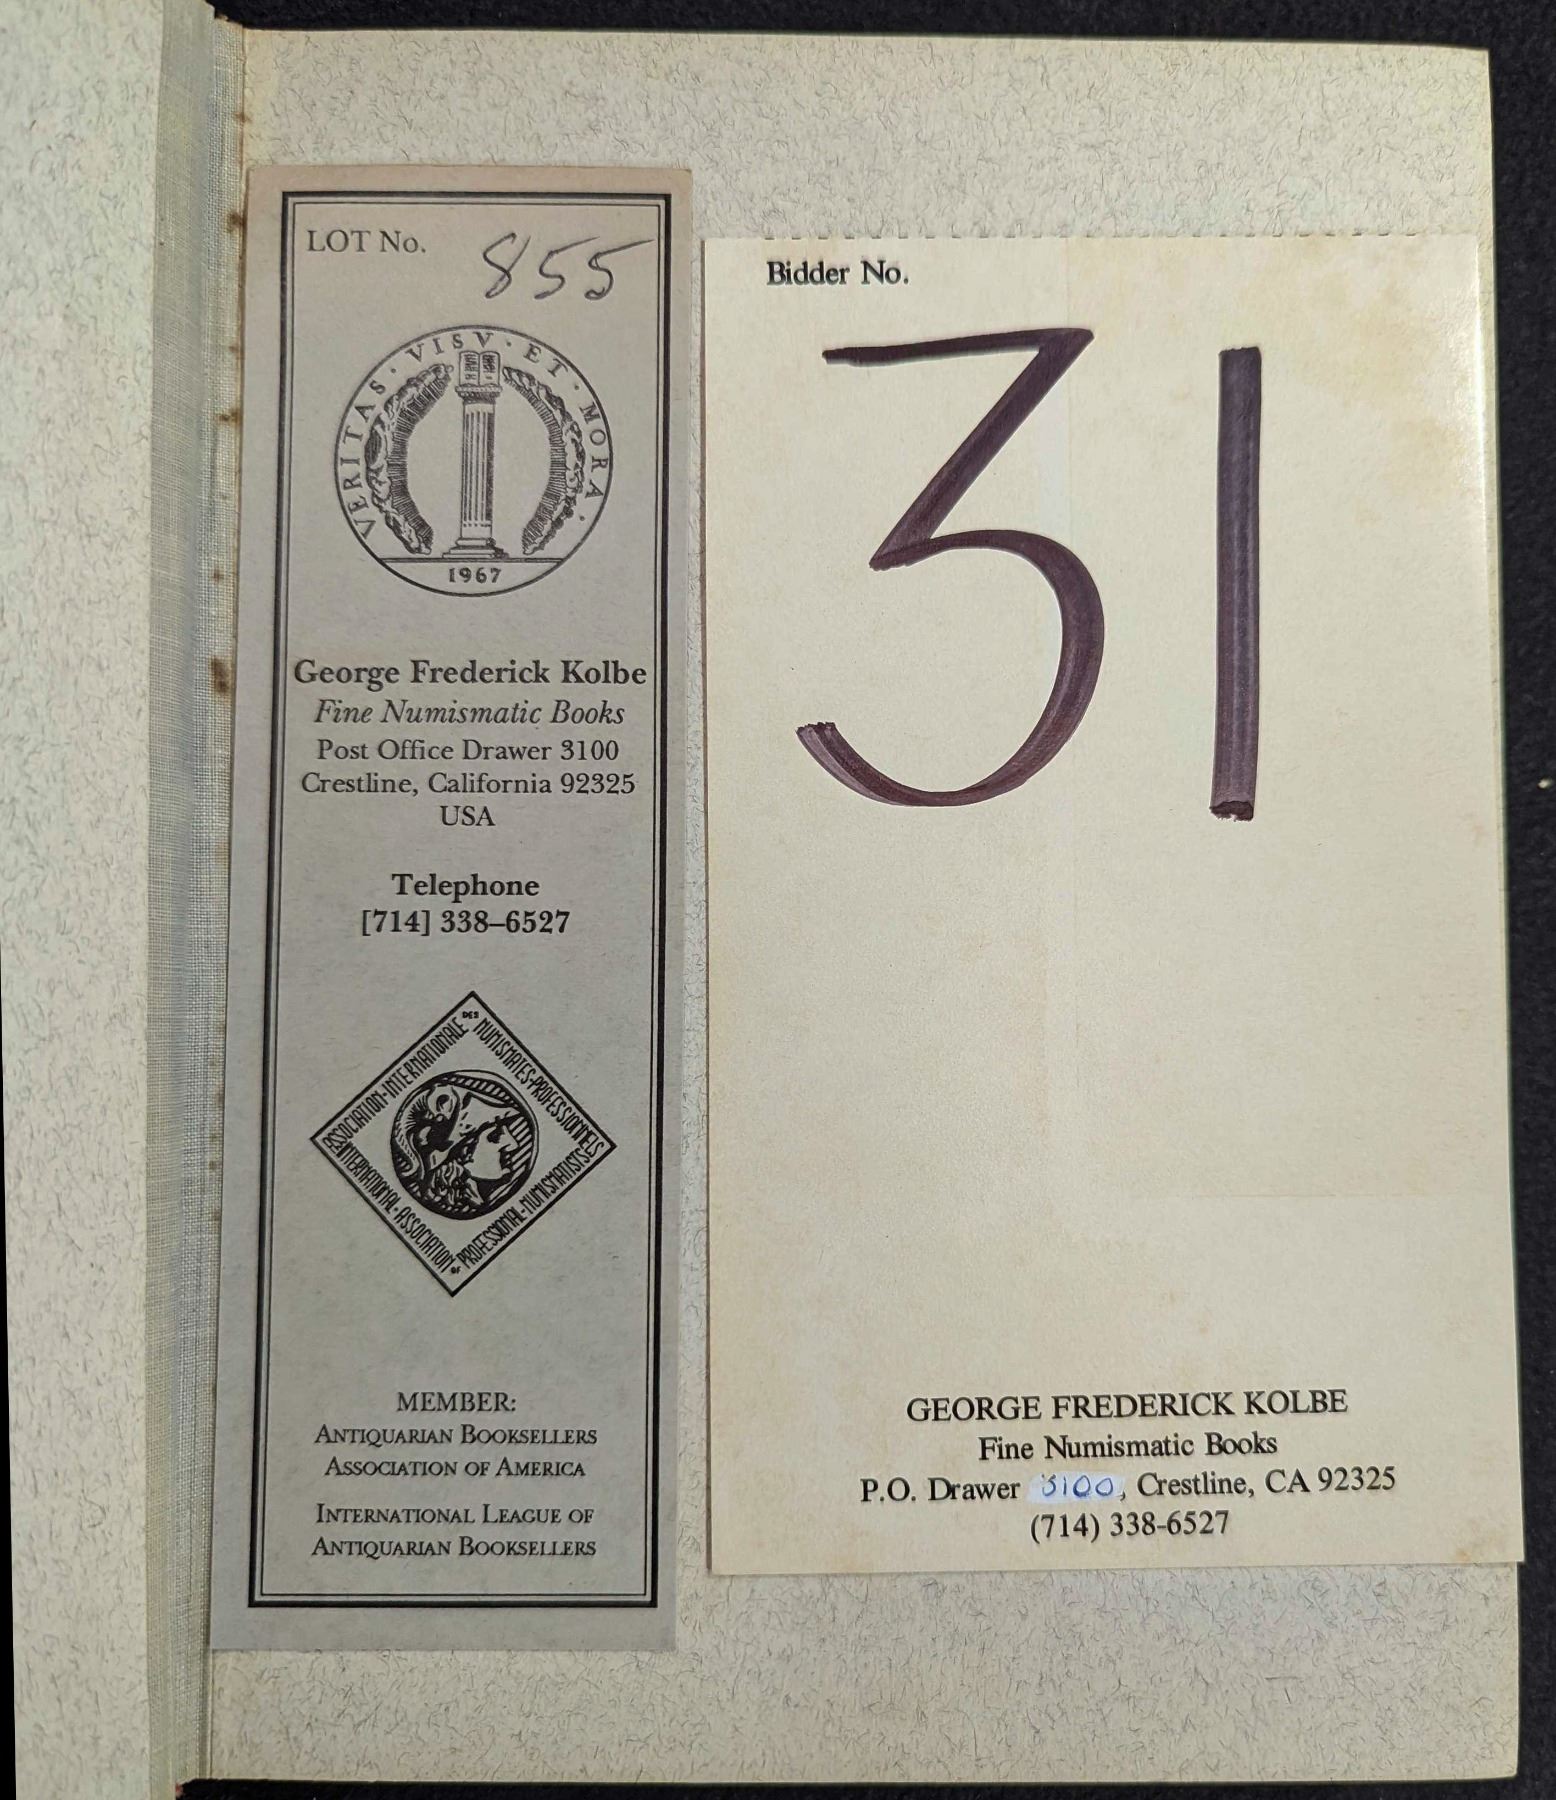 LOT No. 855
VERITAS · VISV · ET · MORA ·
1967
George Frederick Kolbe
Fine Numismatic Books
Post Office Drawer 3100
Crestline, California 92325
USA
Telephone
[714] 338–6527
ASSOCIATION·INTERNATIONALE
DES
NUMISMATES·PROFESSIONNELS
INTERNATIONAL·ASSOCIATION
OF
PROFESSIONAL·NUMISMATISTS
MEMBER:
ANTIQUARIAN BOOKSELLERS
ASSOCIATION OF AMERICA
INTERNATIONAL LEAGUE OF
ANTIQUARIAN BOOKSELLERS
Bidder No.
31
GEORGE FREDERICK KOLBE
Fine Numismatic Books
P.O. Drawer 3100, Crestline, CA 92325
(714) 338-6527